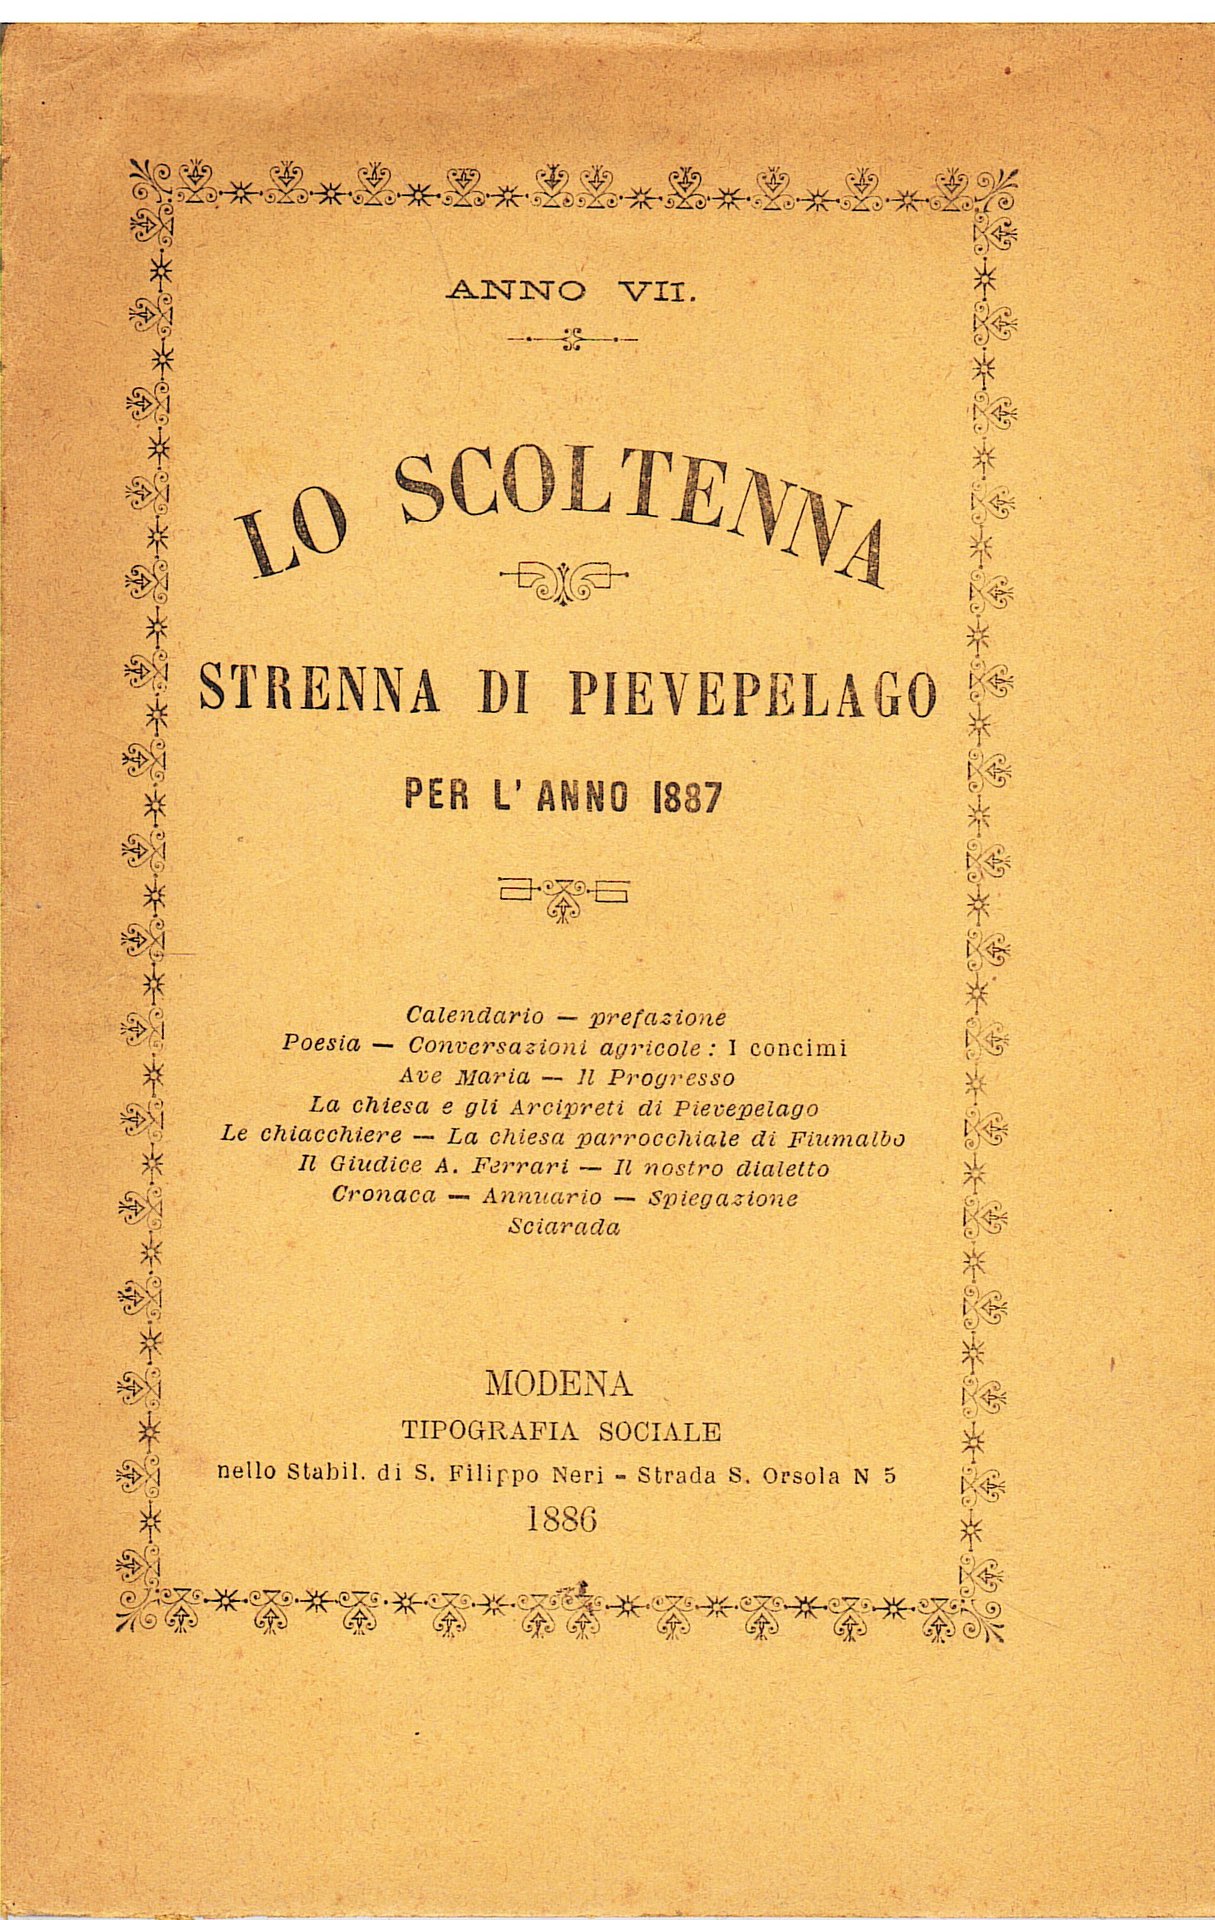 ANNO VII.
LO SCOLTENNA
STRENNA DI PIEVEPELAGO
PER L'ANNO 1887
Calendario — prefazione
Poesia — Conversazioni agricole : I concimi
Ave Maria — Il Progresso
La chiesa e gli Arcipreti di Pievepelago
Le chiacchiere — La chiesa parrocchiale di Fiumalbo
Il Giudice A. Ferrari — Il nostro dialetto
Cronaca — Annuario — Spiegazione
Sciarada
MODENA
TIPOGRAFIA SOCIALE
nello Stabil. di S. Filippo Neri - Strada S. Orsola N 5
1886